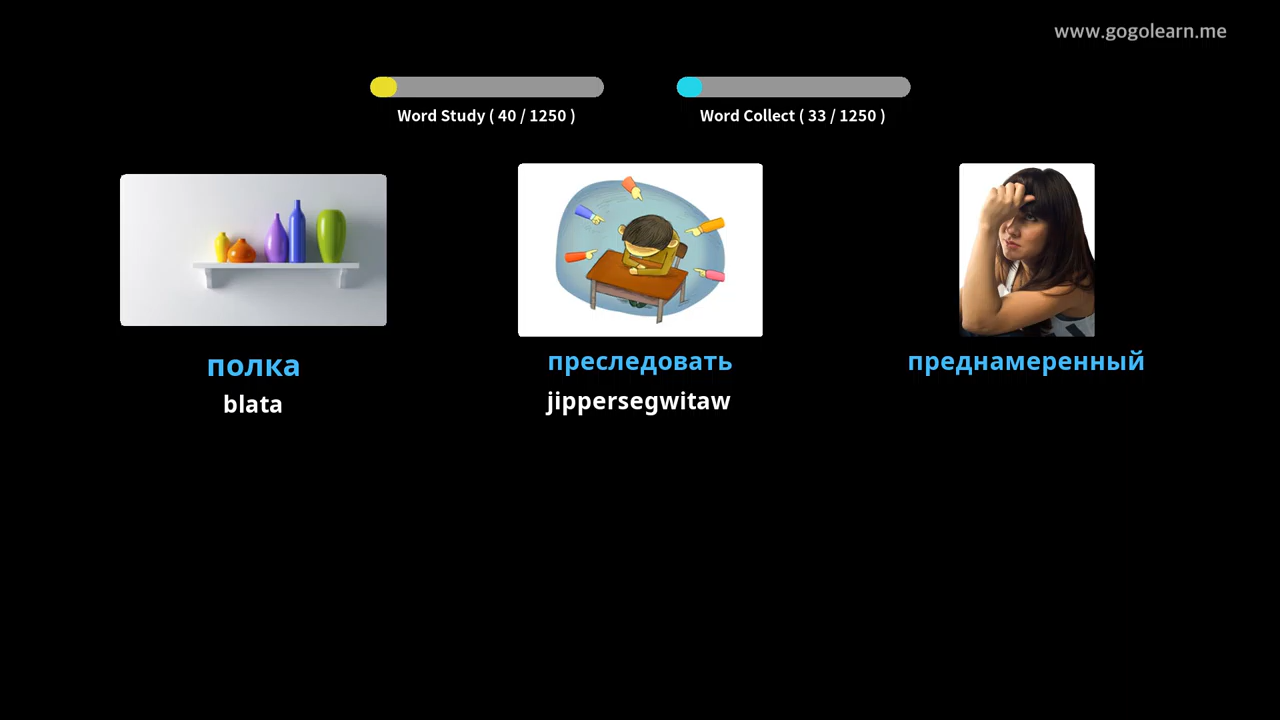 www.gogolearn.me
Word Study ( 40 / 1250 )
Word Collect ( 33 / 1250 )
полка
blata
преследовать
jippersegwitaw
преднамеренный